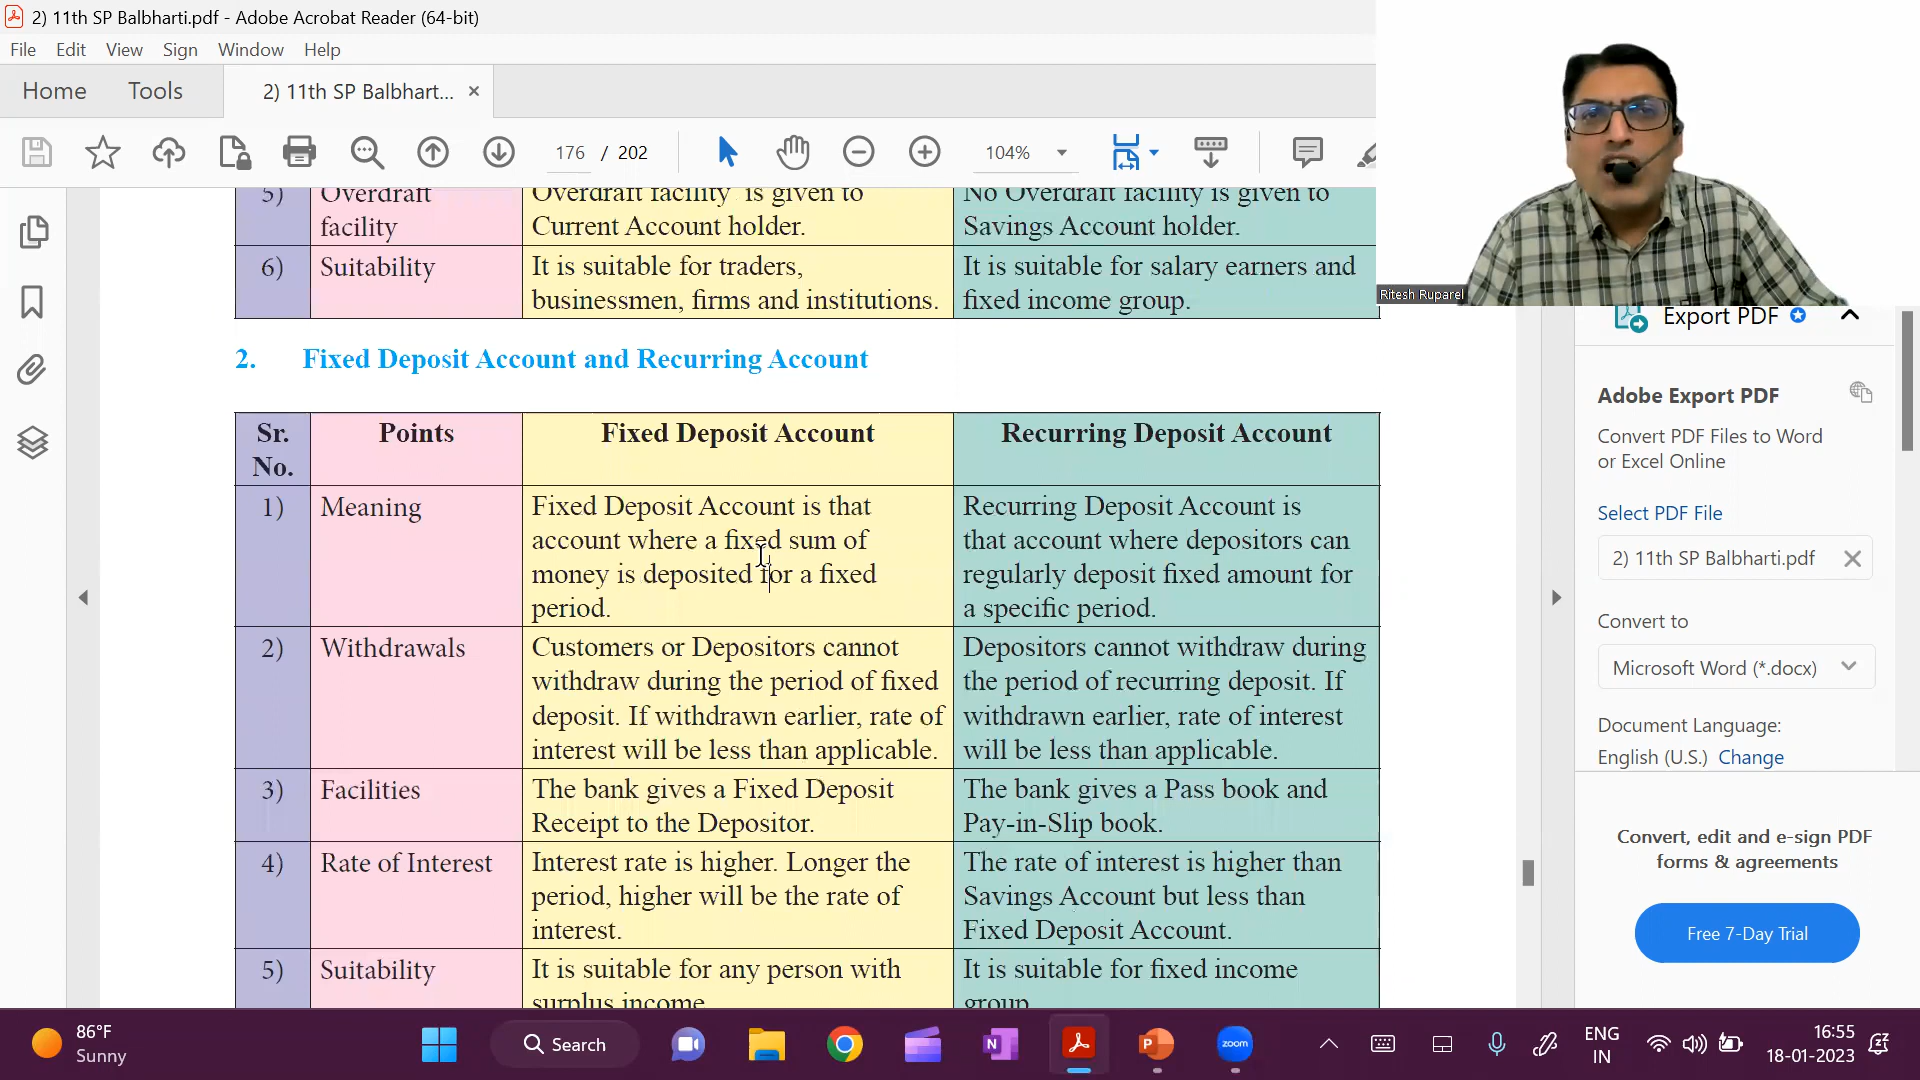 2) 11th SP Balbharti.pdf - Adobe Acrobat Reader (64-bit)
File Edit View Sign Window Help
Home Tools 2) 11th SP Balbhart... ×
176 / 202 104%
5) Overdraft facility
Overdraft facility is given to
Current Account holder.
No Overdraft facility is given to
Savings Account holder.
6) Suitability
It is suitable for traders,
businessmen, firms and institutions.
It is suitable for salary earners and
fixed income group.
2. Fixed Deposit Account and Recurring Account
Sr.
No.
Points
Fixed Deposit Account
Recurring Deposit Account
1) Meaning
Fixed Deposit Account is that
account where a fixed sum of
money is deposited for a fixed
period.
Recurring Deposit Account is
that account where depositors can
regularly deposit fixed amount for
a specific period.
2) Withdrawals
Customers or Depositors cannot
withdraw during the period of fixed
deposit. If withdrawn earlier, rate of
interest will be less than applicable.
Depositors cannot withdraw during
the period of recurring deposit. If
withdrawn earlier, rate of interest
will be less than applicable.
3) Facilities
The bank gives a Fixed Deposit
Receipt to the Depositor.
The bank gives a Pass book and
Pay-in-Slip book.
4) Rate of Interest
Interest rate is higher. Longer the
period, higher will be the rate of
interest.
The rate of interest is higher than
Savings Account but less than
Fixed Deposit Account.
5) Suitability
It is suitable for any person with
surplus income
It is suitable for fixed income
group
Ritesh Ruparel
Export PDF
Adobe Export PDF
Convert PDF Files to Word
or Excel Online
Select PDF File
2) 11th SP Balbharti.pdf
Convert to
Microsoft Word (*.docx)
Document Language:
English (U.S.) Change
Convert, edit and e-sign PDF
forms & agreements
Free 7-Day Trial
86°F
Sunny
Search
N
P
zoom
ENG
IN
16:55
18-01-2023